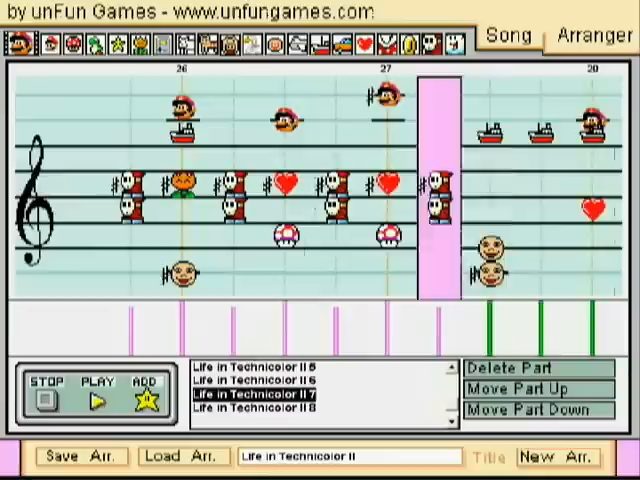 by unFun Games - www.unfungames.com
Song
Arranger
26
27
20
STOP
PLAY
ADD
Life in Technicolor II 5
Life in Technicolor II 6
Life in Technicolor II 7
Life in Technicolor II 8
Delete Part
Move Part Up
Move Part Down
Save Arr.
Load Arr.
Life in Technicolor II
Title
New Arr.